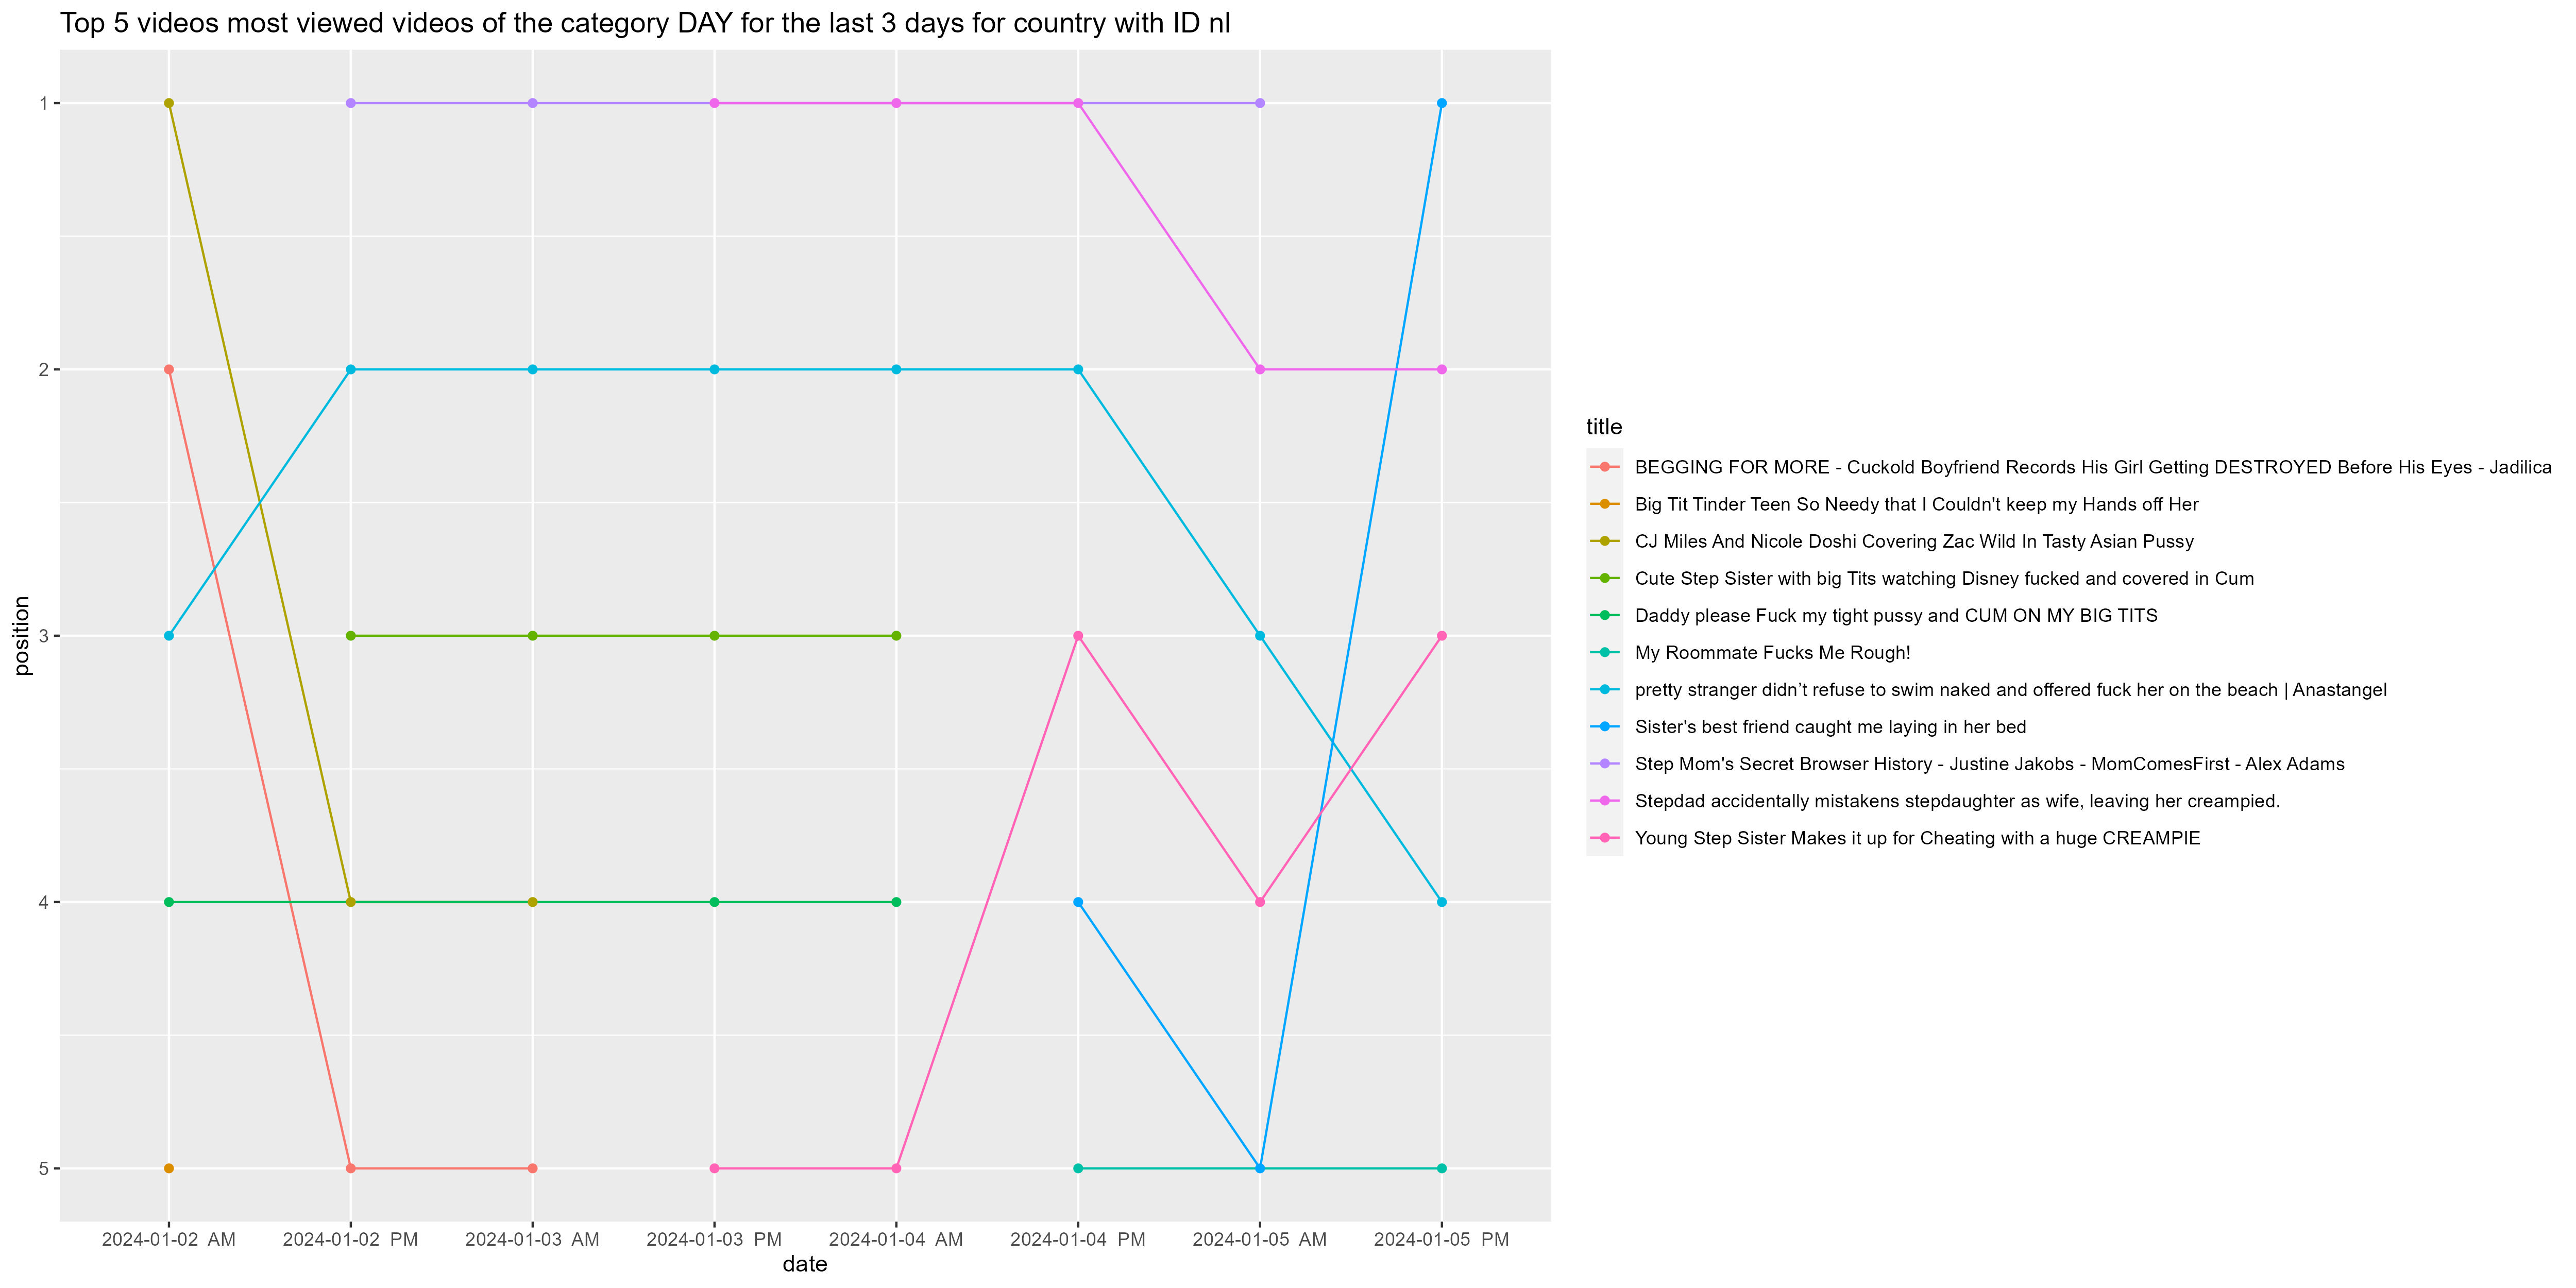 Top 5 videos most viewed videos of the category DAY for the last 3 days for country with ID nl
position
1
2
3
4
5
2024-01-02 AM
2024-01-02 PM
2024-01-03 AM
2024-01-03 PM
2024-01-04 AM
2024-01-04 PM
2024-01-05 AM
2024-01-05 PM
date
title
BEGGING FOR MORE - Cuckold Boyfriend Records His Girl Getting DESTROYED Before His Eyes - Jadilica
Big Tit Tinder Teen So Needy that I Couldn't keep my Hands off Her
CJ Miles And Nicole Doshi Covering Zac Wild In Tasty Asian Pussy
Cute Step Sister with big Tits watching Disney fucked and covered in Cum
Daddy please Fuck my tight pussy and CUM ON MY BIG TITS
My Roommate Fucks Me Rough!
pretty stranger didn’t refuse to swim naked and offered fuck her on the beach | Anastangel
Sister's best friend caught me laying in her bed
Step Mom's Secret Browser History - Justine Jakobs - MomComesFirst - Alex Adams
Stepdad accidentally mistakens stepdaughter as wife, leaving her creampied.
Young Step Sister Makes it up for Cheating with a huge CREAMPIE